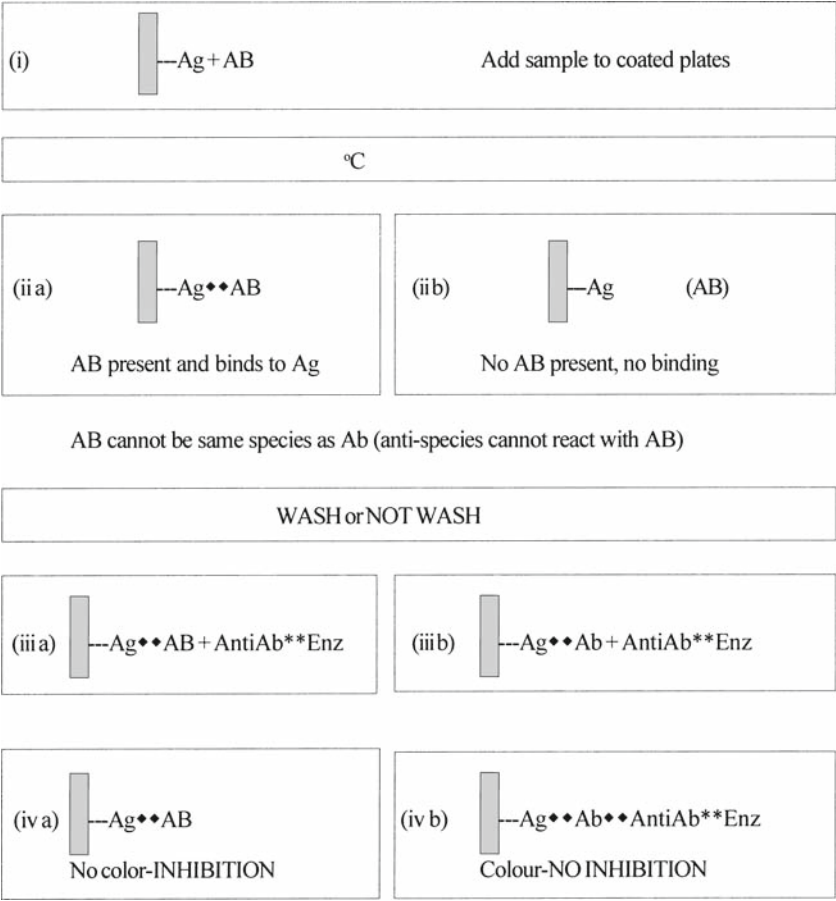 (i) ---Ag + AB Add sample to coated plates
ºC
(ii a) ---Ag◆◆AB
AB present and binds to Ag
(ii b) ---Ag (AB)
No AB present, no binding
AB cannot be same species as Ab (anti-species cannot react with AB)
WASH or NOT WASH
(iii a) ---Ag◆◆AB + AntiAb**Enz
(iii b) ---Ag◆◆Ab + AntiAb**Enz
(iv a) ---Ag◆◆AB
No color-INHIBITION
(iv b) ---Ag◆◆Ab◆◆AntiAb**Enz
Colour-NO INHIBITION